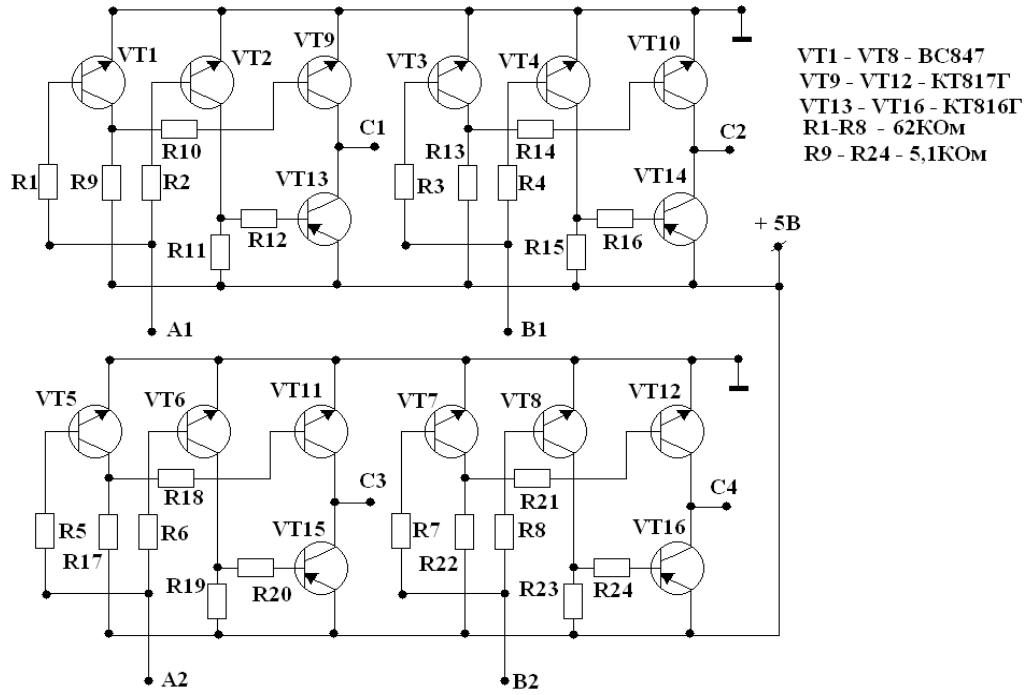 VT1 VT2 VT9 VT3 VT4 VT10
VT1 - VT8 - BC847
VT9 - VT12 - КТ817Г
VT13 - VT16 - КТ816Г
R1-R8 - 62КОм
R9 - R24 - 5,1КОм
C1 C2
R10 R14
R1 R9 R2 VT13 R13 R3 R4 VT14
R11 R12 R15 R16
+ 5В
A1 B1
VT5 VT6 VT11 VT7 VT8 VT12
R18 C3 R21 C4
R5 R17 R6 VT15 R7 R22 R8 VT16
R19 R20 R23 R24
A2 B2